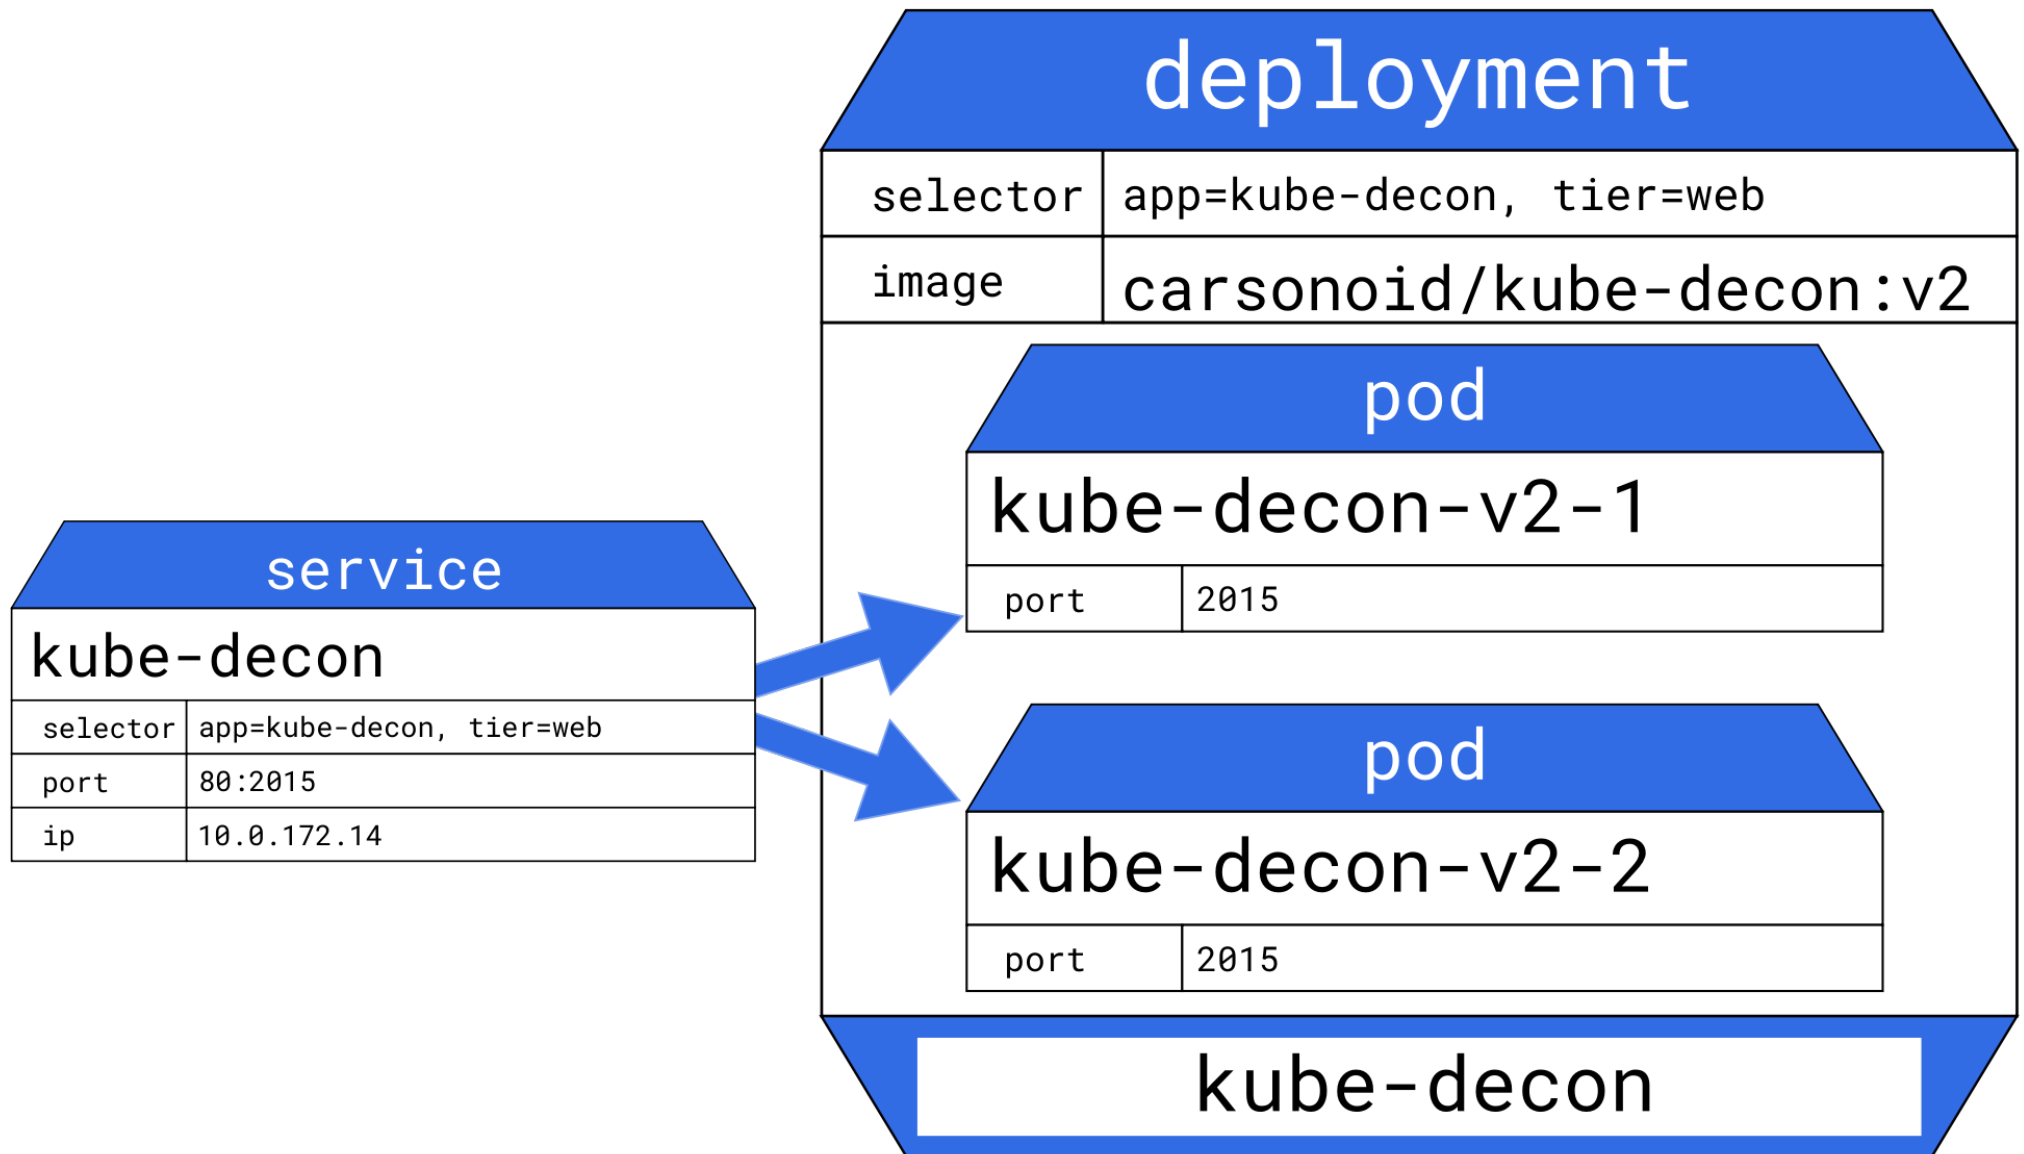 deployment
selector app=kube-decon, tier=web
image carsonoid/kube-decon:v2
pod
kube-decon-v2-1
port 2015
pod
kube-decon-v2-2
port 2015
kube-decon
service
kube-decon
selector app=kube-decon, tier=web
port 80:2015
ip 10.0.172.14